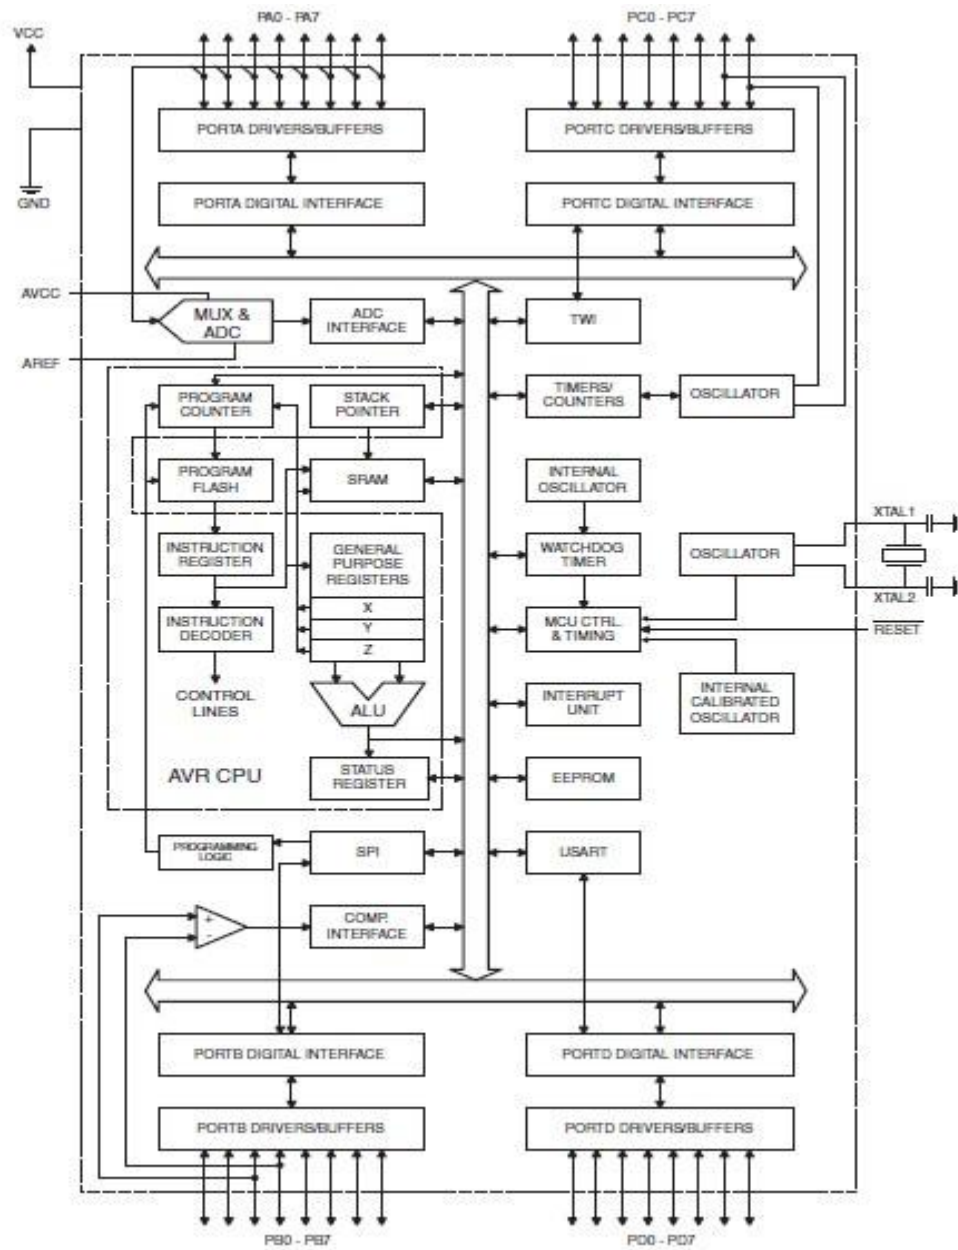 PA0 - PA7
PC0 - PC7
VCC
PORTA DRIVERS/BUFFERS
PORTC DRIVERS/BUFFERS
GND
PORTA DIGITAL INTERFACE
PORTC DIGITAL INTERFACE
AVCC
MUX &
ADC
ADC
INTERFACE
TWI
AREF
PROGRAM
COUNTER
STACK
POINTER
TIMERS/
COUNTERS
OSCILLATOR
PROGRAM
FLASH
SRAM
INTERNAL
OSCILLATOR
XTAL1
INSTRUCTION
REGISTER
GENERAL
PURPOSE
REGISTERS
WATCHDOG
TIMER
OSCILLATOR
XTAL2
X
INSTRUCTION
DECODER
Y
Z
MCU CTRL.
& TIMING
RESET
CONTROL
LINES
ALU
INTERRUPT
UNIT
INTERNAL
CALIBRATED
OSCILLATOR
AVR CPU
STATUS
REGISTER
EEPROM
PROGRAMMING
LOGIC
SPI
USART
+
-
COMP.
INTERFACE
PORTB DIGITAL INTERFACE
PORTD DIGITAL INTERFACE
PORTB DRIVERS/BUFFERS
PORTD DRIVERS/BUFFERS
PB0 - PB7
PD0 - PD7